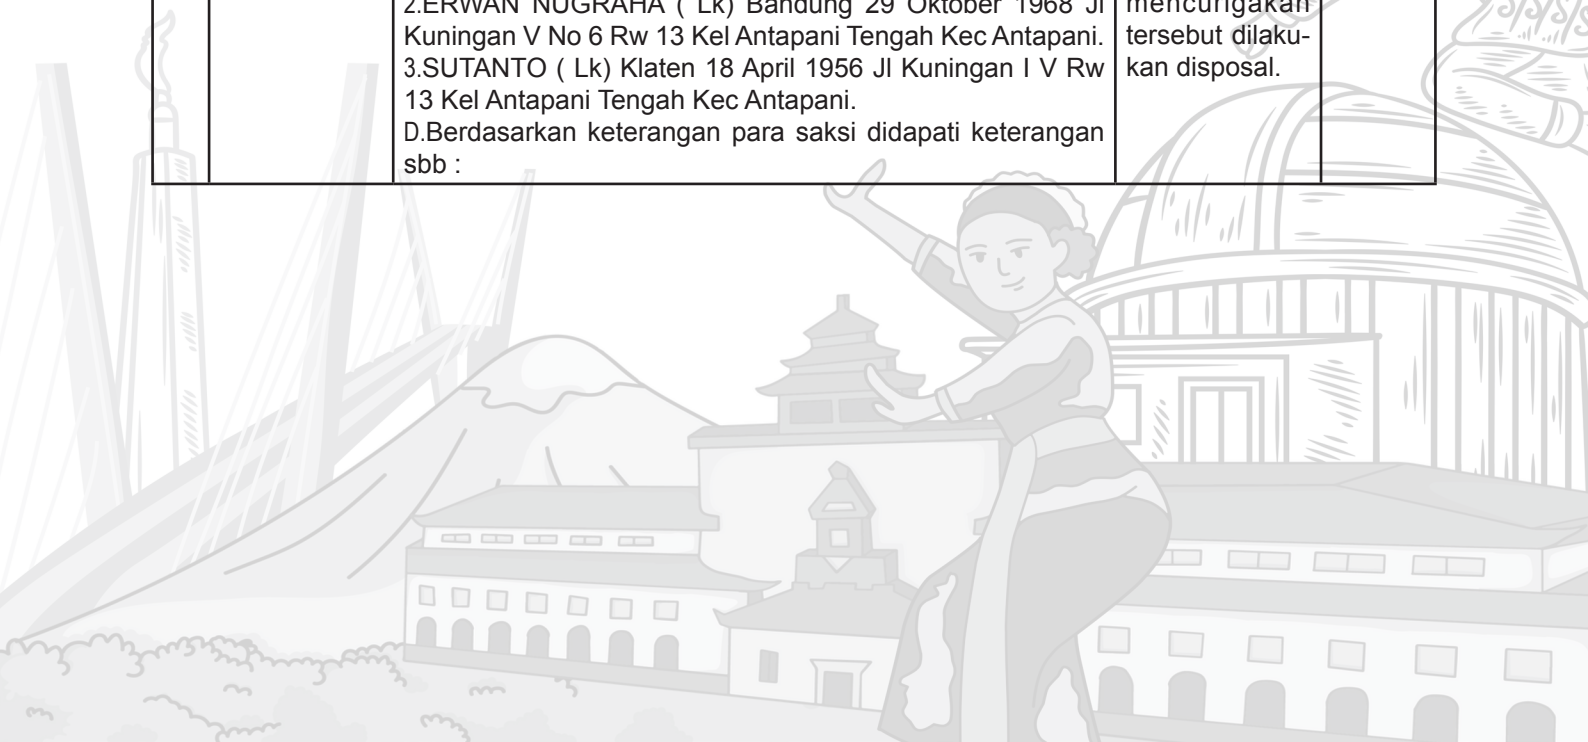 2.ERWAN NUGRAHA ( Lk) Bandung 29 Oktober 1968 Jl
Kuningan V No 6 Rw 13 Kel Antapani Tengah Kec Antapani.
3.SUTANTO ( Lk) Klaten 18 April 1956 Jl Kuningan I V Rw
13 Kel Antapani Tengah Kec Antapani.
D.Berdasarkan keterangan para saksi didapati keterangan
sbb :
mencurigakan
tersebut dilaku-
kan disposal.